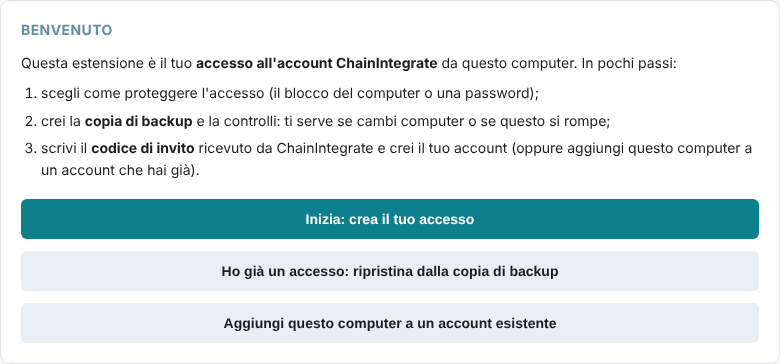 BENVENUTO
Questa estensione è il tuo accesso all'account ChainIntegrate da questo computer. In pochi passi:
1. scegli come proteggere l'accesso (il blocco del computer o una password);
2. crei la copia di backup e la controlli: ti serve se cambi computer o se questo si rompe;
3. scrivi il codice di invito ricevuto da ChainIntegrate e crei il tuo account (oppure aggiungi questo computer a
un account che hai già).
Inizia: crea il tuo accesso
Ho già un accesso: ripristina dalla copia di backup
Aggiungi questo computer a un account esistente